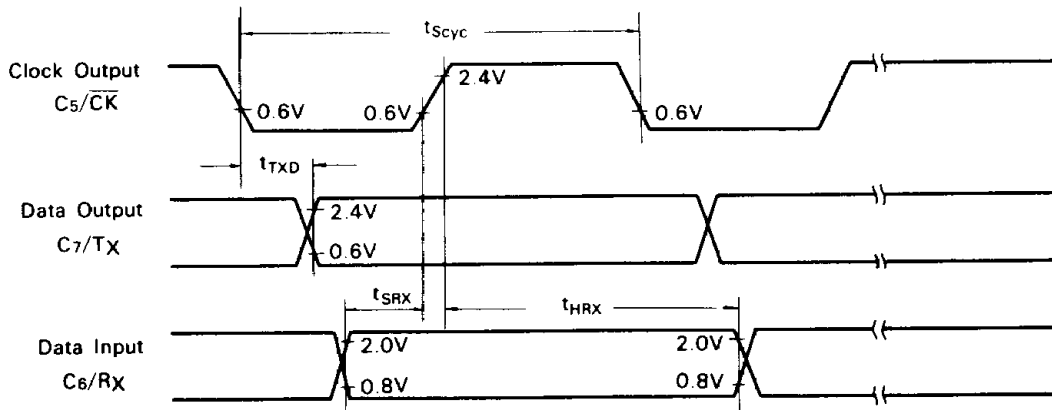 tScyc
Clock Output
C5/C̅K̅
2.4V
0.6V
0.6V
0.6V
tTXD
Data Output
C7/TX
2.4V
0.6V
tSRX
tHRX
Data Input
C6/RX
2.0V
2.0V
0.8V
0.8V